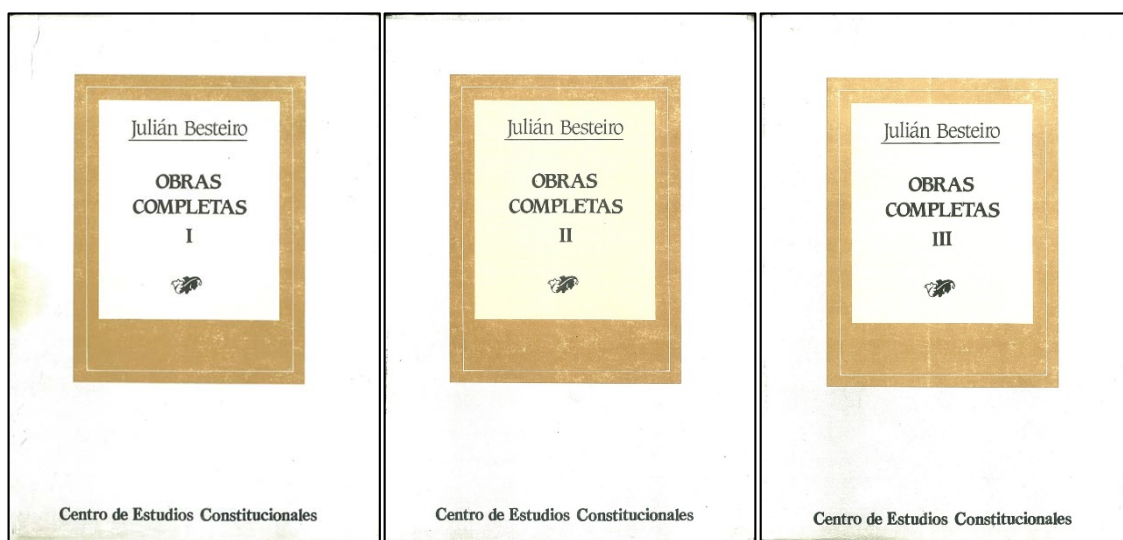 Julián Besteiro
OBRAS
COMPLETAS
I
Centro de Estudios Constitucionales
Julián Besteiro
OBRAS
COMPLETAS
II
Centro de Estudios Constitucionales
Julián Besteiro
OBRAS
COMPLETAS
III
Centro de Estudios Constitucionales